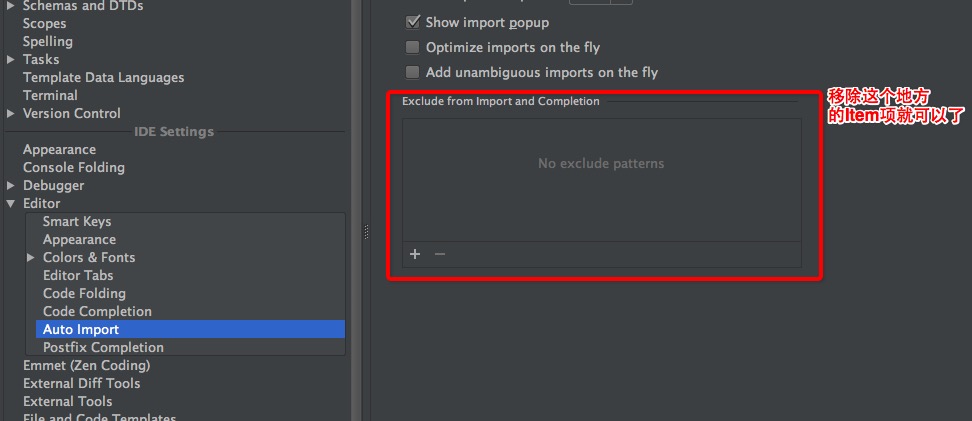 Schemas and DTDs
Scopes
Spelling
Tasks
Template Data Languages
Terminal
Version Control
IDE Settings
Appearance
Console Folding
Debugger
Editor
Smart Keys
Appearance
Colors & Fonts
Editor Tabs
Code Folding
Code Completion
Auto Import
Postfix Completion
Emmet (Zen Coding)
External Diff Tools
External Tools
File and Code Templates
Show import popup
Optimize imports on the fly
Add unambiguous imports on the fly
Exclude from Import and Completion
No exclude patterns
移除这个地方
的Item项就可以了